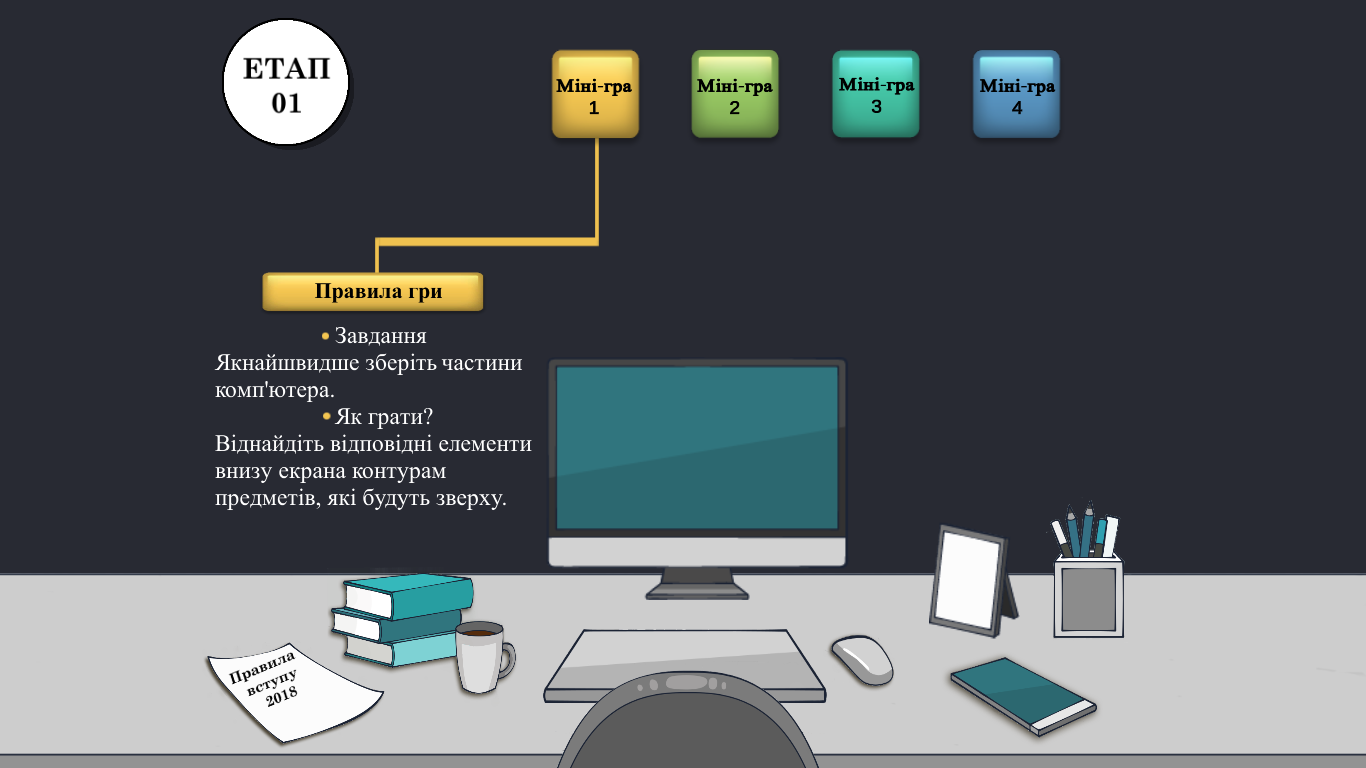 ЕТАП
01
Міні-гра
1
Міні-гра
2
Міні-гра
3
Міні-гра
4
Правила гри
• Завдання
Якнайшвидше зберіть частини
комп'ютера.
• Як грати?
Віднайдіть відповідні елементи
внизу екрана контурам
предметів, які будуть зверху.
Правила
вступу
2018